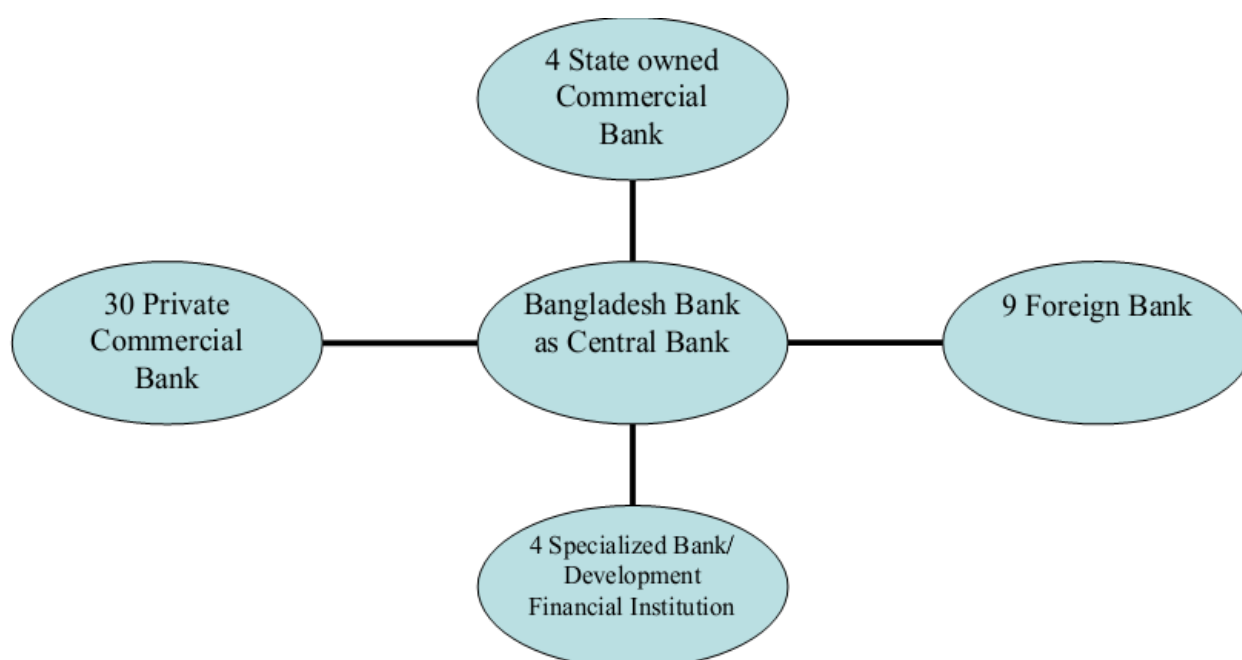 4 State owned
Commercial
Bank
30 Private
Commercial
Bank
Bangladesh Bank
as Central Bank
9 Foreign Bank
4 Specialized Bank/
Development
Financial Institution